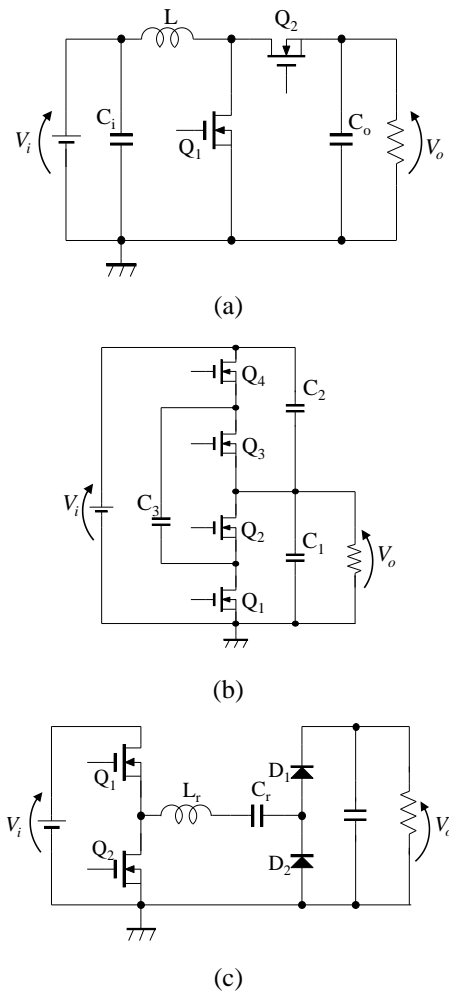 L
Q₂
Cᵢ
Vᵢ
Q₁
Cₒ
Vₒ
(a)
Q₄
C₂
Q₃
Vᵢ
C₃
Q₂
C₁
Vₒ
Q₁
(b)
Q₁
Lᵣ
Cᵣ
D₁
Vᵢ
Vₒ
Q₂
D₂
(c)